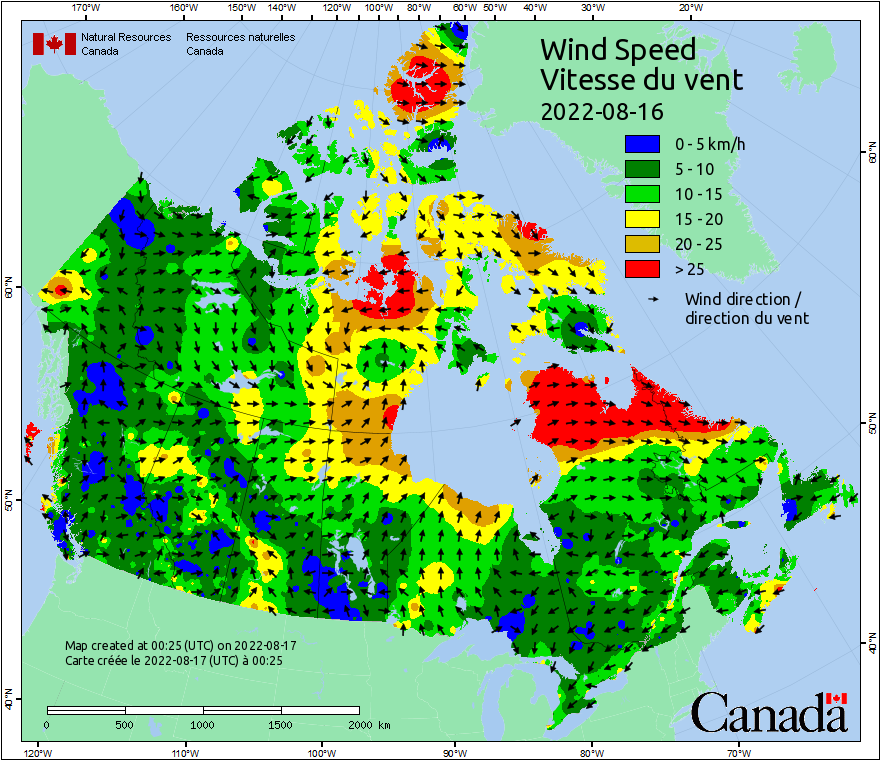 170°W 160°W 150°W 140°W 120°W 100°W 80°W 60°W 50°W 40°W 30°W 20°W
Natural Resources Canada
Ressources naturelles Canada
Wind Speed
Vitesse du vent
2022-08-16
0 - 5 km/h
5 - 10
10 - 15
15 - 20
20 - 25
> 25
Wind direction /
direction du vent
60°N
50°N
40°N
60°N
50°N
40°N
Map created at 00:25 (UTC) on 2022-08-17
Carte créée le 2022-08-17 (UTC) à 00:25
0 500 1000 1500 2000 km
Canada
120°W 110°W 100°W 90°W 80°W 70°W